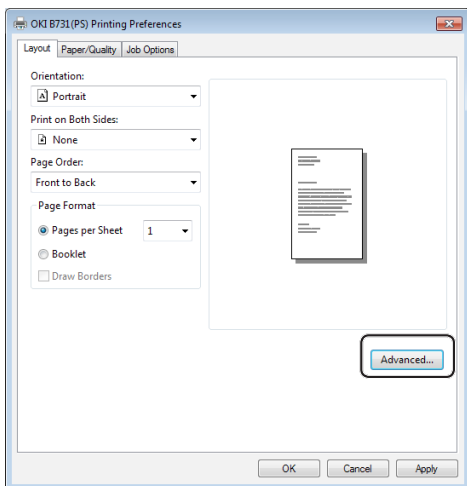 OKI B731(PS) Printing Preferences
Layout Paper/Quality Job Options
Orientation:
A Portrait
Print on Both Sides:
None
Page Order:
Front to Back
Page Format
Pages per Sheet 1
Booklet
Draw Borders
Advanced...
OK Cancel Apply